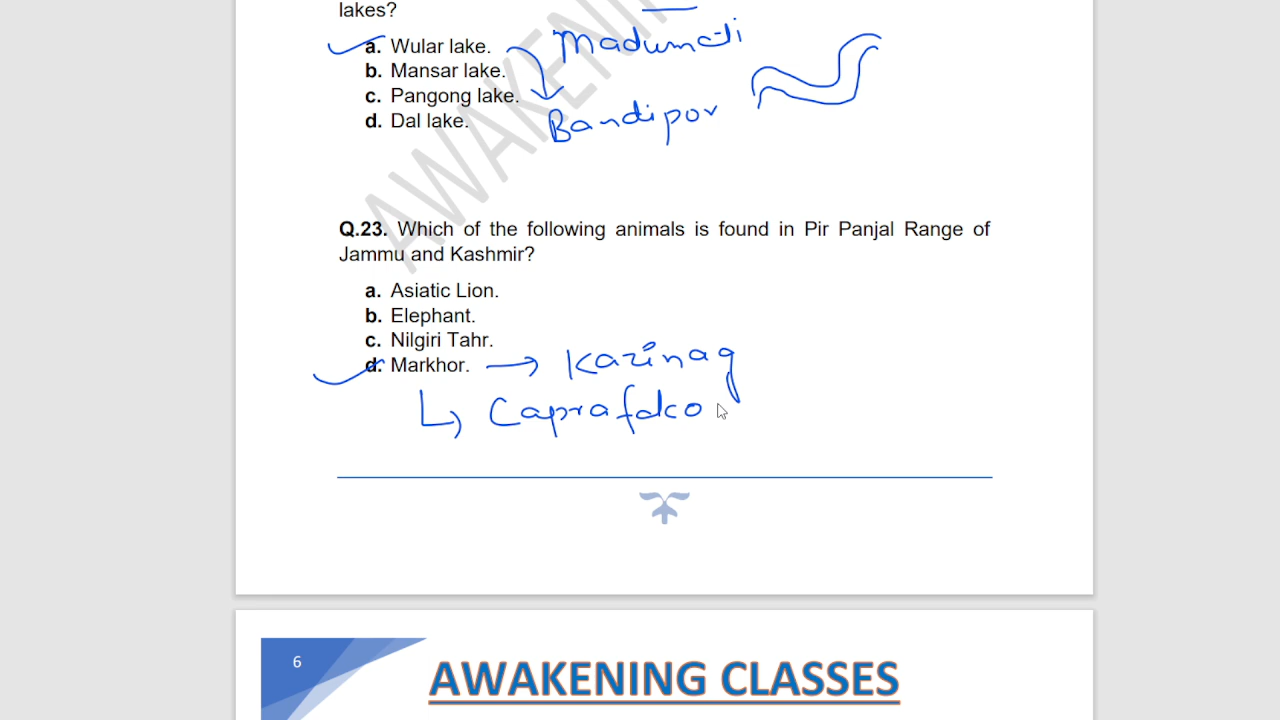 lakes?
a. Wular lake. Madumati
b. Mansar lake.
c. Pangong lake.
d. Dal lake. Bandipor
AWAKENIN
Q.23. Which of the following animals is found in Pir Panjal Range of
Jammu and Kashmir?
a. Asiatic Lion.
b. Elephant.
c. Nilgiri Tahr.
d. Markhor. → Kazinag
↳ Caprafalco
6
AWAKENING CLASSES